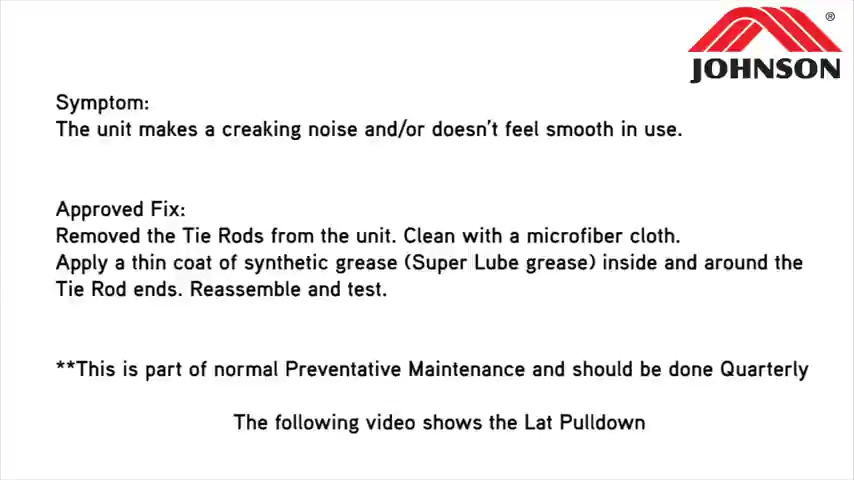 ®
JOHNSON
Symptom:
The unit makes a creaking noise and/or doesn't feel smooth in use.
Approved Fix:
Removed the Tie Rods from the unit. Clean with a microfiber cloth.
Apply a thin coat of synthetic grease (Super Lube grease) inside and around the
Tie Rod ends. Reassemble and test.
**This is part of normal Preventative Maintenance and should be done Quarterly
The following video shows the Lat Pulldown